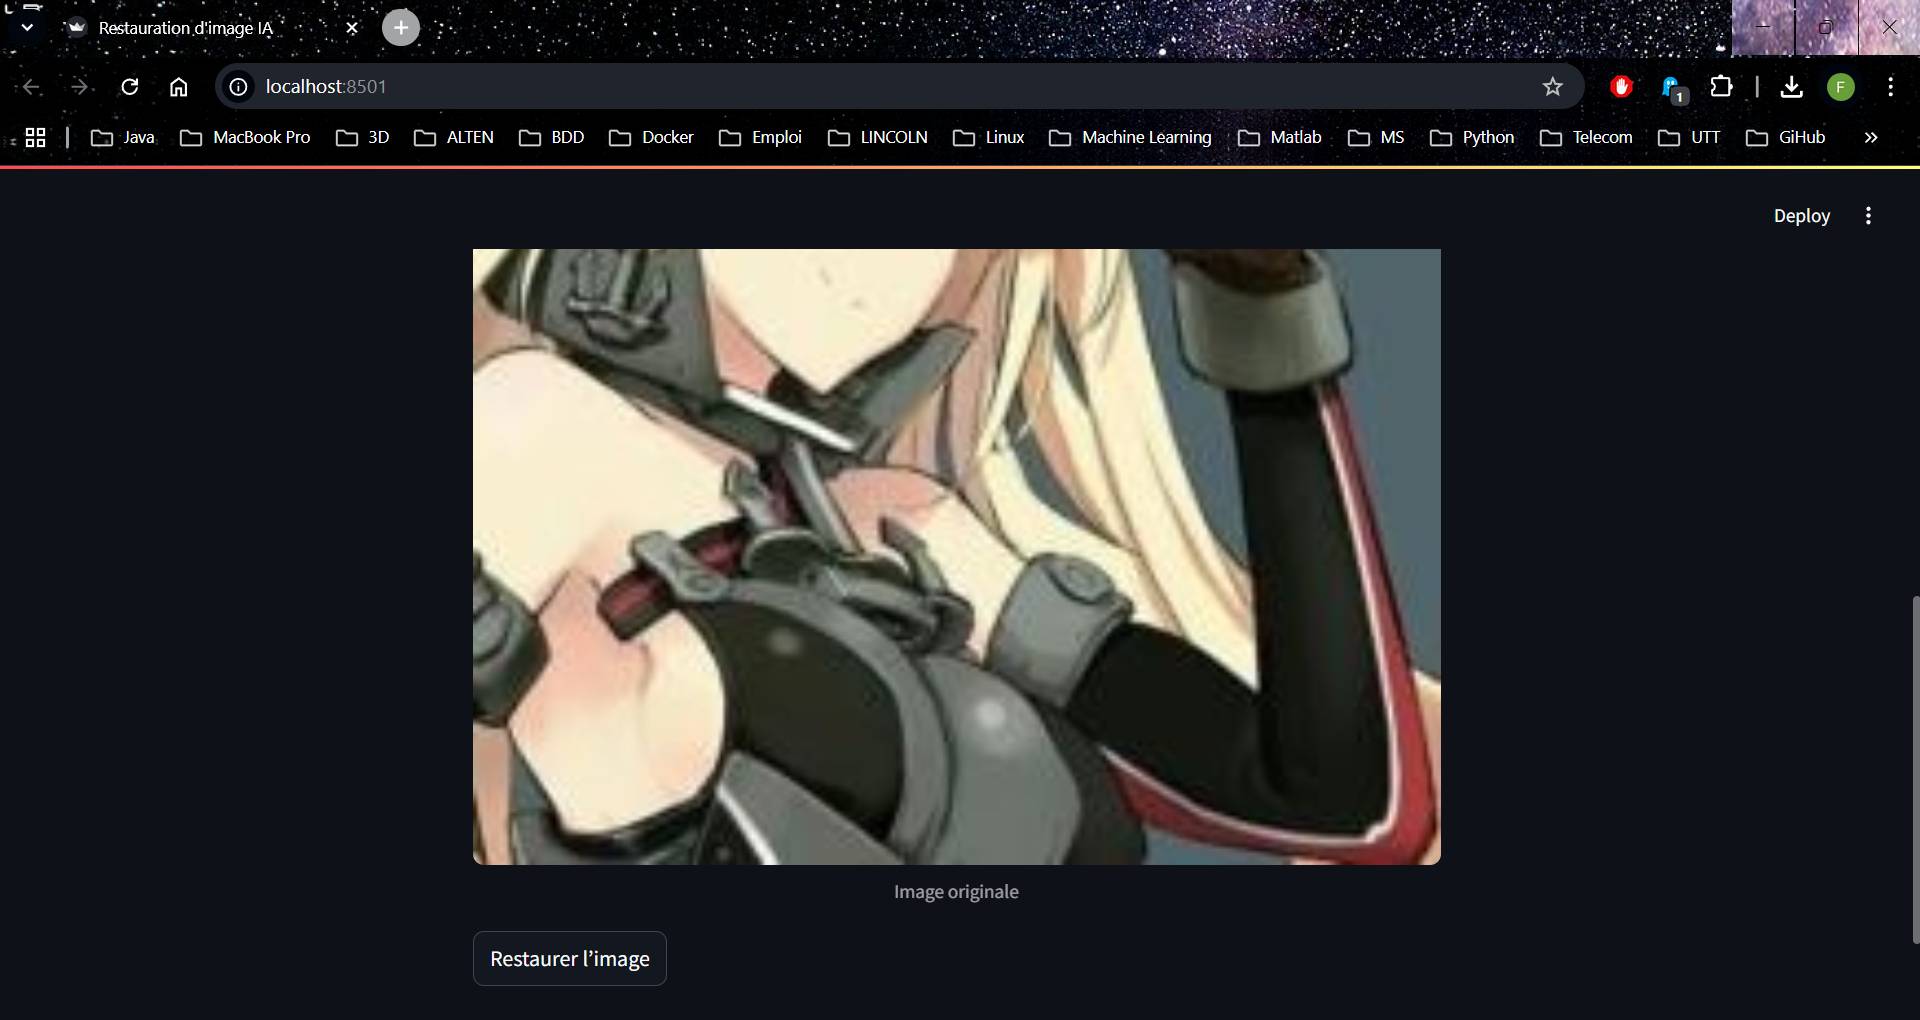 Restauration d'image IA
localhost:8501
1
F
Java MacBook Pro 3D ALTEN BDD Docker Emploi LINCOLN Linux Machine Learning Matlab MS Python Telecom UTT GiHub
Deploy
Image originale
Restaurer l’image